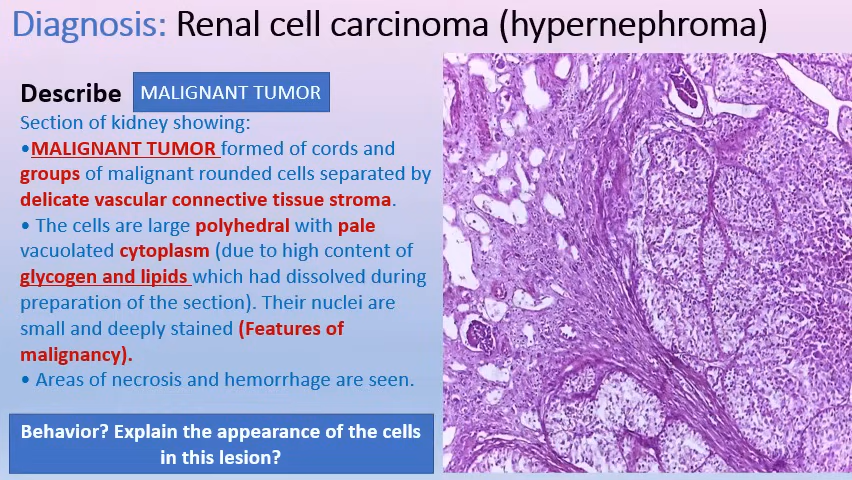 Diagnosis: Renal cell carcinoma (hypernephroma)
Describe MALIGNANT TUMOR
Section of kidney showing:
•MALIGNANT TUMOR formed of cords and
groups of malignant rounded cells separated by
delicate vascular connective tissue stroma.
• The cells are large polyhedral with pale
vacuolated cytoplasm (due to high content of
glycogen and lipids which had dissolved during
preparation of the section). Their nuclei are
small and deeply stained (Features of
malignancy).
• Areas of necrosis and hemorrhage are seen.
Behavior? Explain the appearance of the cells
in this lesion?